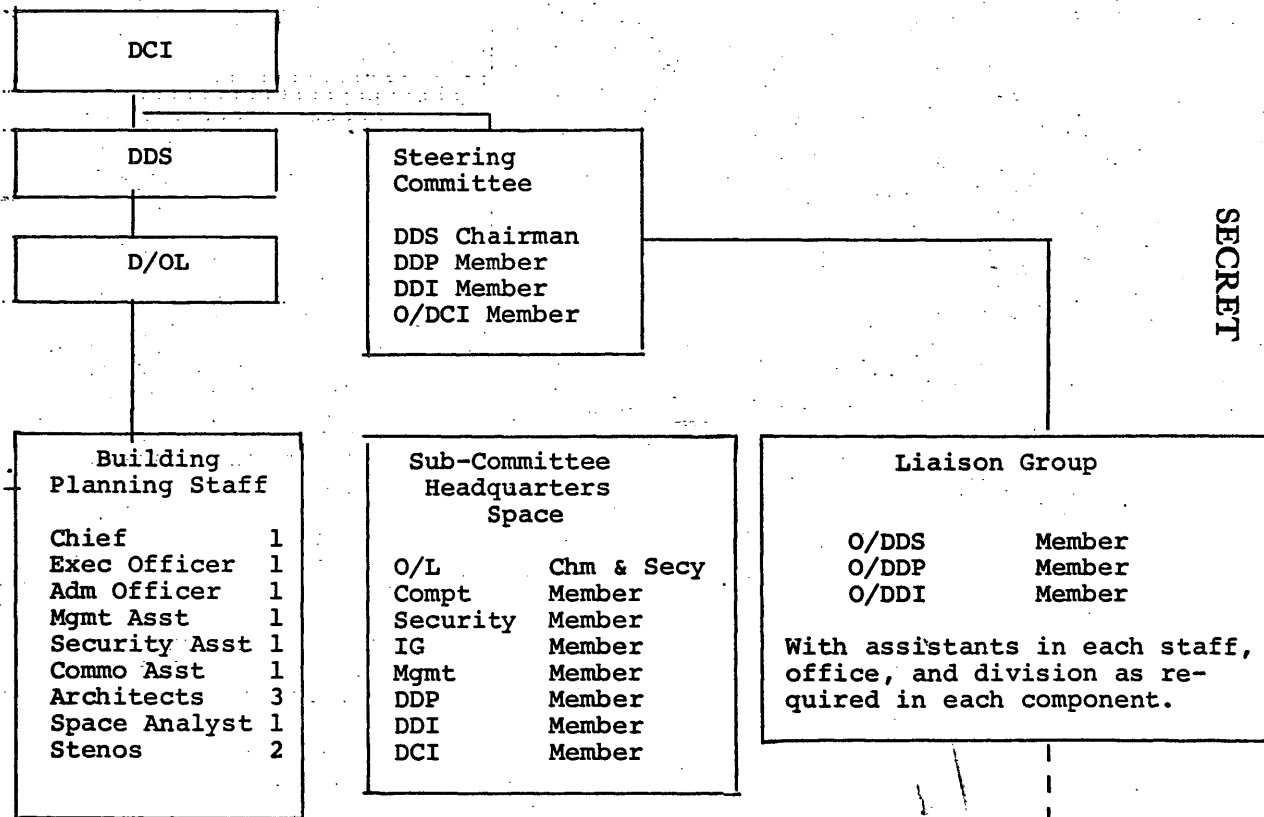 DCI
DDS
D/OL
Steering
Committee
DDS Chairman
DDP Member
DDI Member
O/DCI Member
SECRET
Building
Planning Staff
Chief 1
Exec Officer 1
Adm Officer 1
Mgmt Asst 1
Security Asst 1
Commo Asst 1
Architects 3
Space Analyst 1
Stenos 2
Sub-Committee
Headquarters
Space
O/L Chm & Secy
Compt Member
Security Member
IG Member
Mgmt Member
DDP Member
DDI Member
DCI Member
Liaison Group
O/DDS Member
O/DDP Member
O/DDI Member
With assistants in each staff,
office, and division as re-
quired in each component.